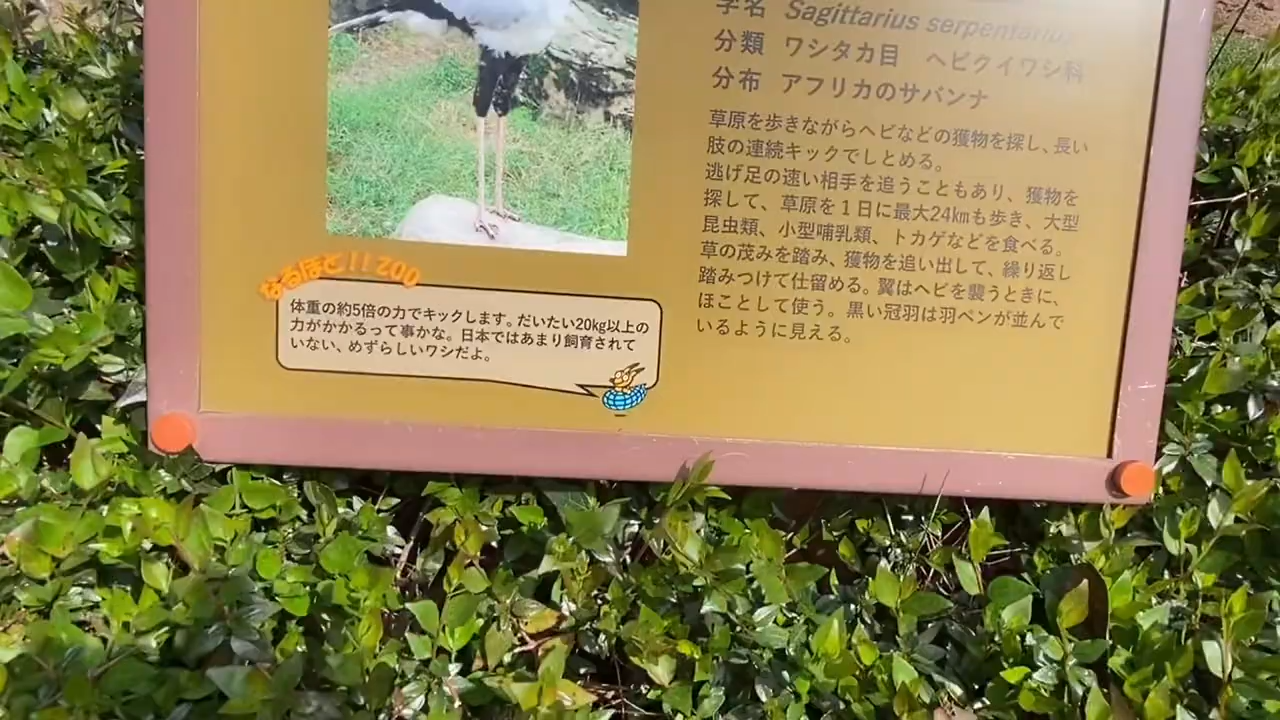 学名 Sagittarius serpentarius
分類 ワシタカ目 ヘビクイワシ科
分布 アフリカのサバンナ
草原を歩きながらヘビなどの獲物を探し、長い
肢の連続キックでしとめる。
逃げ足の速い相手を追うこともあり、獲物を
探して、草原を1日に最大24㎞も歩き、大型
昆虫類、小型哺乳類、トカゲなどを食べる。
草の茂みを踏み、獲物を追い出して、繰り返し
踏みつけて仕留める。翼はヘビを襲うときに、
ほことして使う。黒い冠羽は羽ペンが並んで
いるように見える。
なるほど!! ZOO
体重の約5倍の力でキックします。だいたい20㎏以上の
力がかかるって事かな。日本ではあまり飼育されて
いない、めずらしいワシだよ。